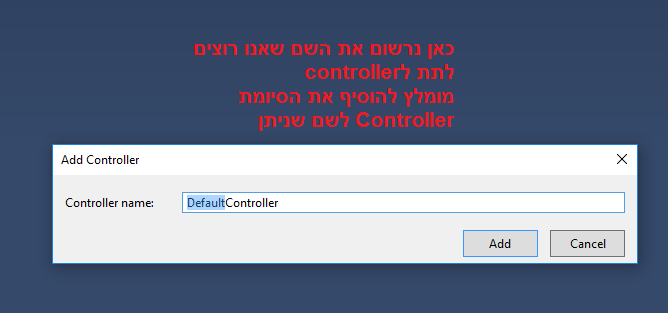 כאן נרשום את השם שאנו רוצים
לתת לcontroller
מומלץ להוסיף את הסיומת
Controller לשם שניתן
Add Controller
Controller name: DefaultController
Add Cancel